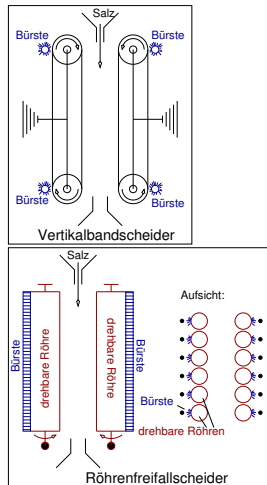 Salz
Bürste
Bürste
Bürste
Bürste
Vertikalbandscheider
Salz
Bürste
drehbare Röhre
drehbare Röhre
Bürste
Aufsicht:
Bürste
drehbare Röhren
Röhrenfreifallscheider